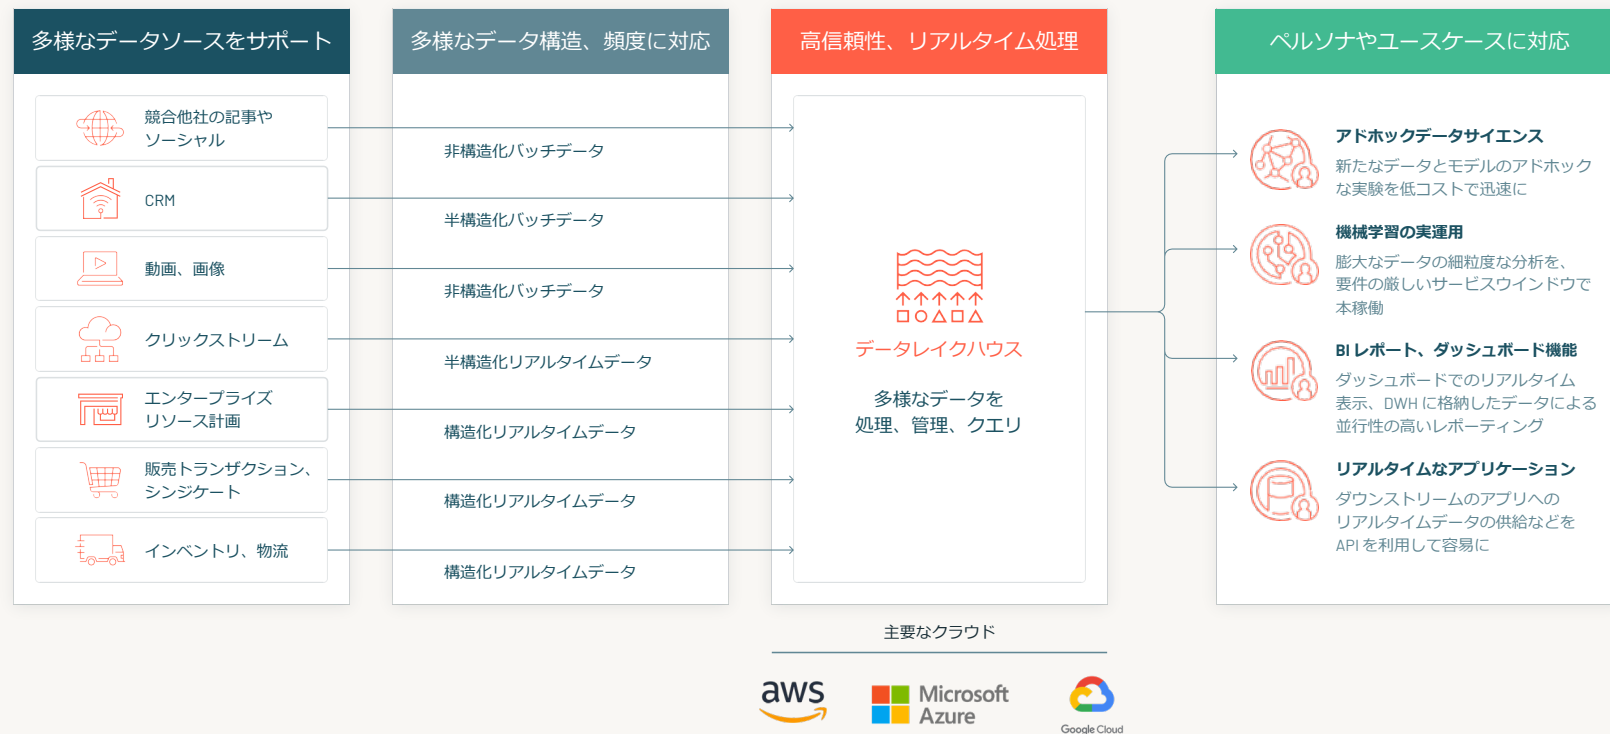 多様なデータソースをサポート
競合他社の記事や
ソーシャル
CRM
動画、画像
クリックストリーム
エンタープライズ
リソース計画
販売トランザクション、
シンジケート
インベントリ、物流
多様なデータ構造、頻度に対応
非構造化バッチデータ
半構造化バッチデータ
非構造化バッチデータ
半構造化リアルタイムデータ
構造化リアルタイムデータ
構造化リアルタイムデータ
構造化リアルタイムデータ
高信頼性、リアルタイム処理
データレイクハウス
多様なデータを
処理、管理、クエリ
主要なクラウド
aws
Microsoft
Azure
Google Cloud
ペルソナやユースケースに対応
アドホックデータサイエンス
新たなデータとモデルのアドホック
な実験を低コストで迅速に
機械学習の実運用
膨大なデータの細粒度な分析を、
要件の厳しいサービスウインドウで
本稼働
BI レポート、ダッシュボード機能
ダッシュボードでのリアルタイム
表示、DWH に格納したデータによる
並行性の高いレポーティング
リアルタイムなアプリケーション
ダウンストリームのアプリへの
リアルタイムデータの供給などを
API を利用して容易に